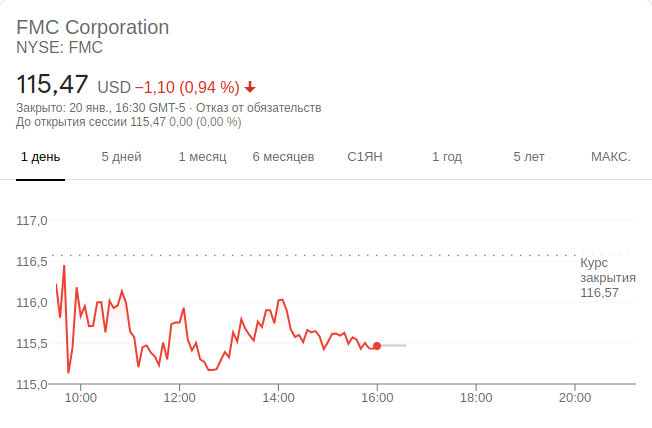 FMC Corporation
NYSE: FMC
115,47 USD −1,10 (0,94 %)
Закрыто: 20 янв., 16:30 GMT-5 · Отказ от обязательств
До открытия сессии 115,47 0,00 (0,00 %)
1 день 5 дней 1 месяц 6 месяцев С1ЯН 1 год 5 лет МАКС.
117,0
116,5
116,0
115,5
115,0
Курс
закрытия
116,57
10:00 12:00 14:00 16:00 18:00 20:00